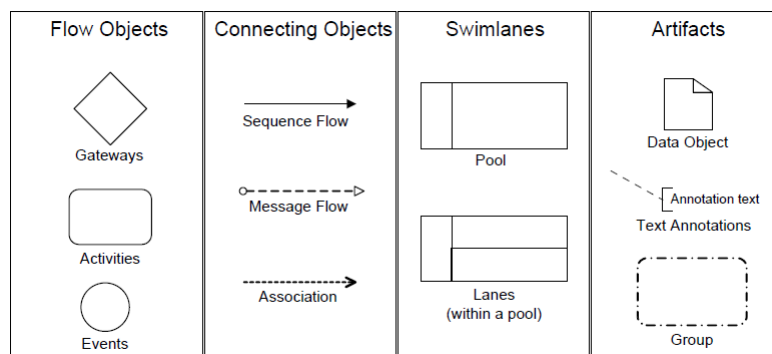 Flow Objects
Gateways
Activities
Events
Connecting Objects
Sequence Flow
Message Flow
Association
Swimlanes
Pool
Lanes
(within a pool)
Artifacts
Data Object
Annotation text
Text Annotations
Group